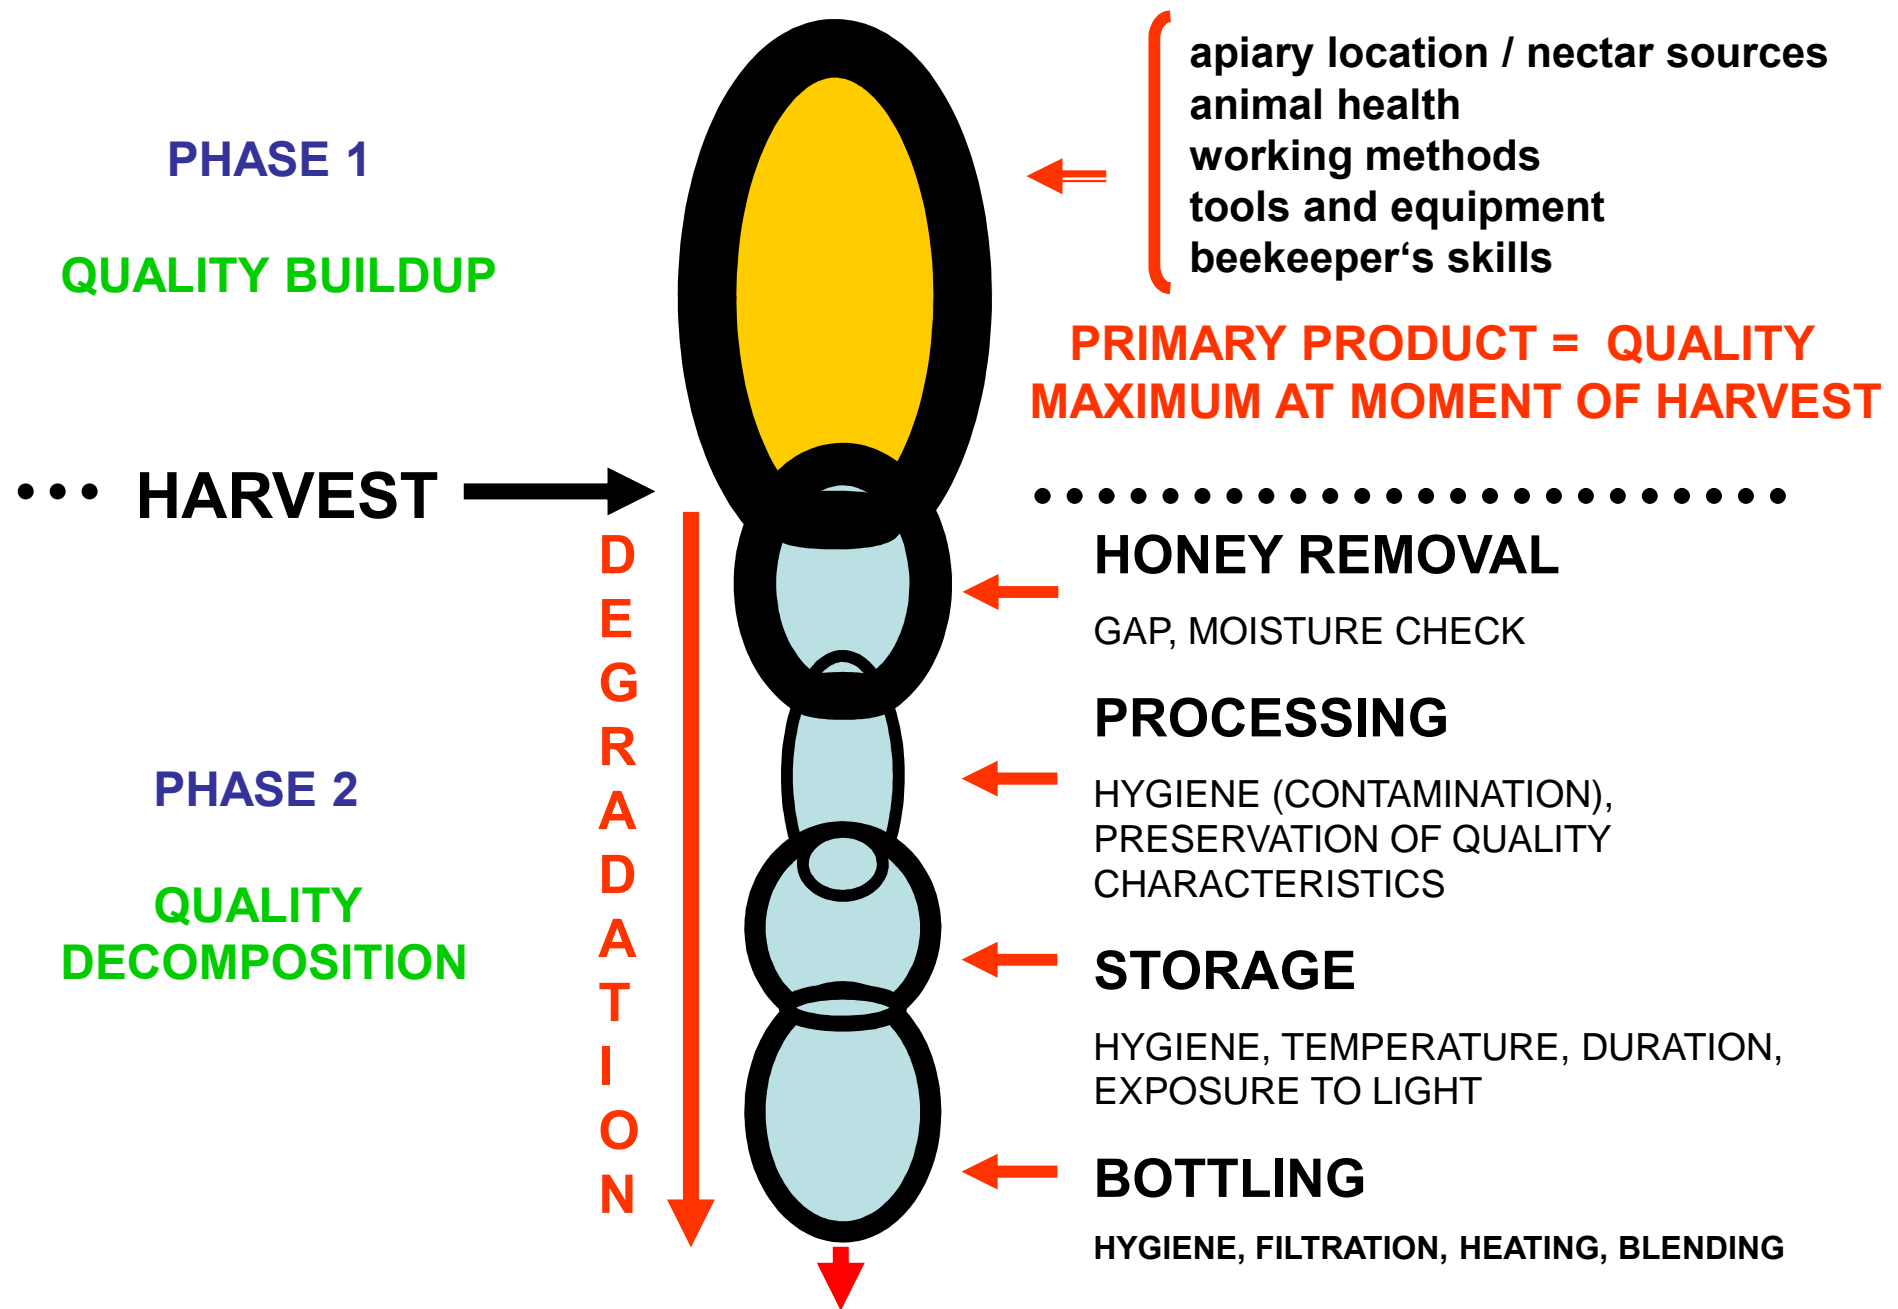 PHASE 1
QUALITY BUILDUP
apiary location / nectar sources
animal health
working methods
tools and equipment
beekeeper‘s skills
PRIMARY PRODUCT = QUALITY
MAXIMUM AT MOMENT OF HARVEST
••• HARVEST
DEGRADATION
HONEY REMOVAL
GAP, MOISTURE CHECK
PROCESSING
HYGIENE (CONTAMINATION),
PRESERVATION OF QUALITY
CHARACTERISTICS
PHASE 2
QUALITY
DECOMPOSITION
STORAGE
HYGIENE, TEMPERATURE, DURATION,
EXPOSURE TO LIGHT
BOTTLING
HYGIENE, FILTRATION, HEATING, BLENDING